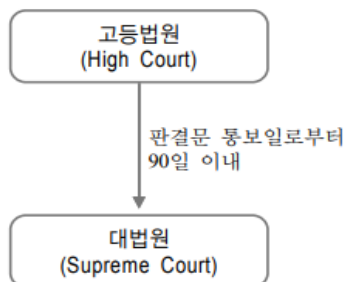 고등법원
(High Court)
판결문 통보일로부터
90일 이내
대법원
(Supreme Court)